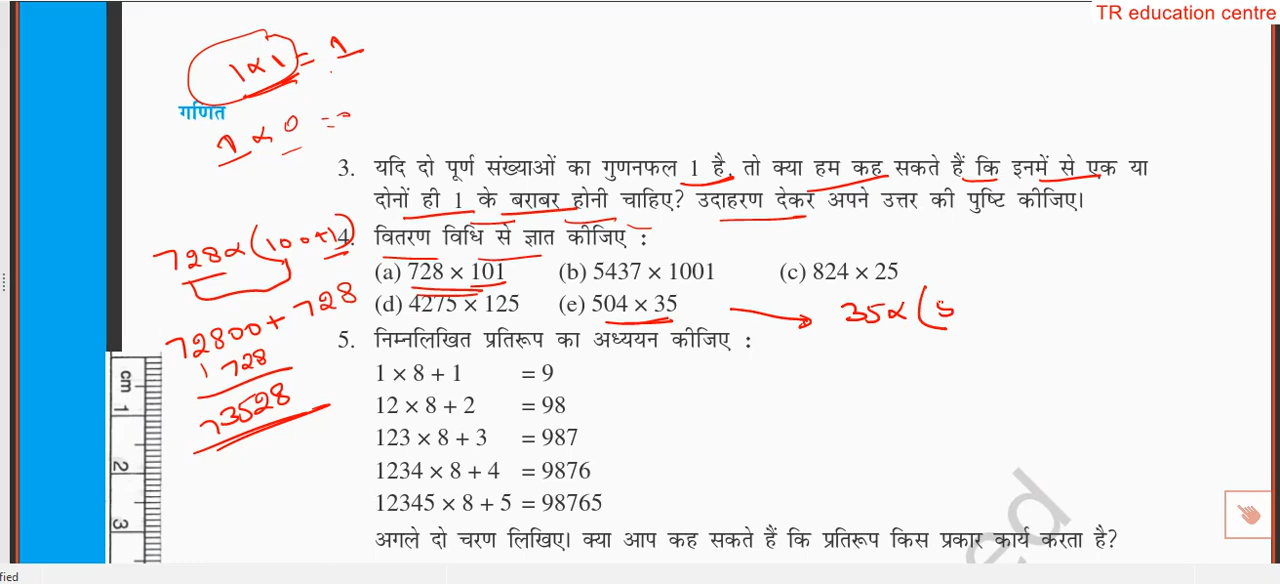 TR education centre
1 × 1 = 1
गणित
1 × 0 = 0
3. यदि दो पूर्ण संख्याओं का गुणनफल 1 है, तो क्या हम कह सकते हैं कि इनमें से एक या
दोनों ही 1 के बराबर होनी चाहिए? उदाहरण देकर अपने उत्तर की पुष्टि कीजिए।
4. वितरण विधि से ज्ञात कीजिए :
728 × (100+1)
(a) 728 × 101 (b) 5437 × 1001 (c) 824 × 25
(d) 4275 × 125 (e) 504 × 35
35 × (5
72800 + 728
728
73528
5. निम्नलिखित प्रतिरूप का अध्ययन कीजिए :
1 × 8 + 1 = 9
12 × 8 + 2 = 98
123 × 8 + 3 = 987
1234 × 8 + 4 = 9876
12345 × 8 + 5 = 98765
अगले दो चरण लिखिए। क्या आप कह सकते हैं कि प्रतिरूप किस प्रकार कार्य करता है?
cm
1
2
3
ed
fied